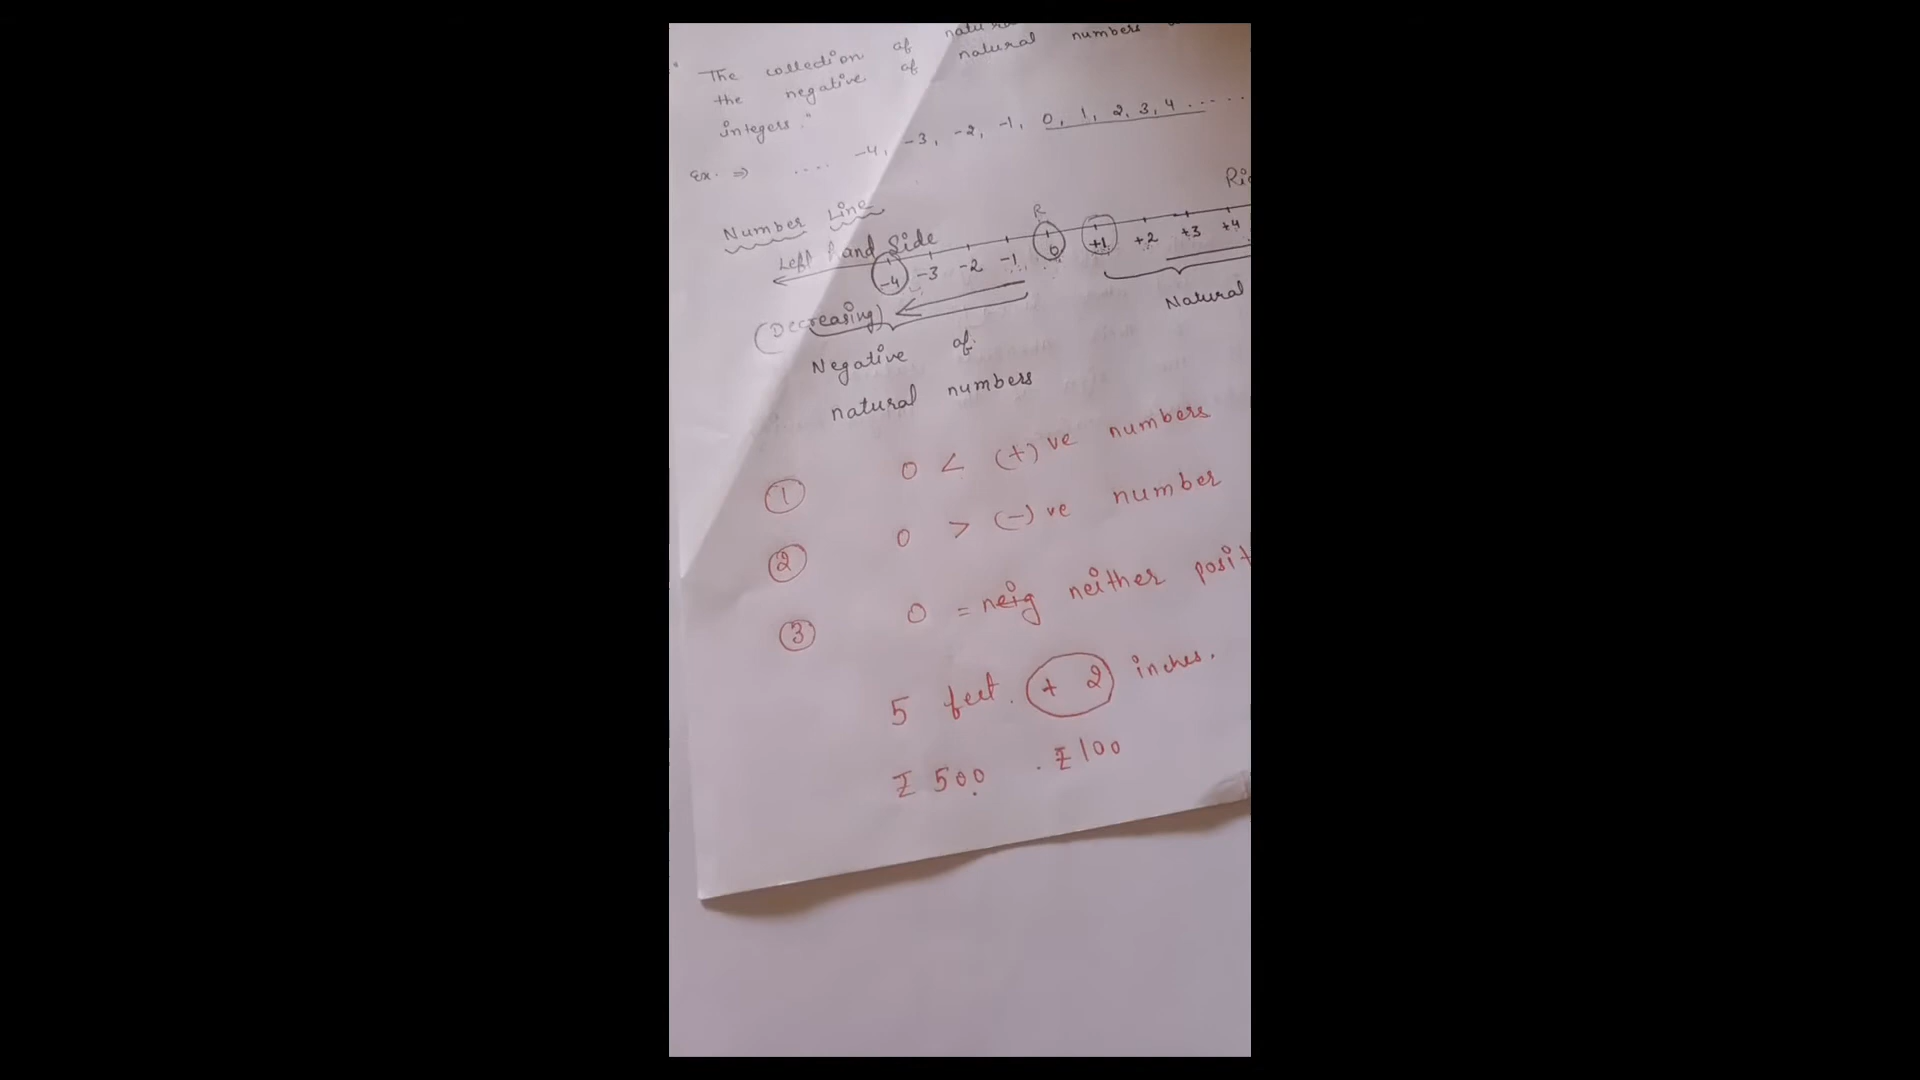 " The collection of natural
the negative of natural numbers
integers."
Ex. ⇒ .... -4, -3, -2, -1, 0, 1, 2, 3, 4 ......
Number Line
Left hand Side
R
-4 -3 -2 -1 0 +1 +2 +3 +4
(Decreasing)
Natural
Negative of
natural numbers
① 0 < (+)ve numbers
② 0 > (-)ve number
③ 0 = neig neither posit
5 feet. + 2 inches.
₹ 500 . ₹100